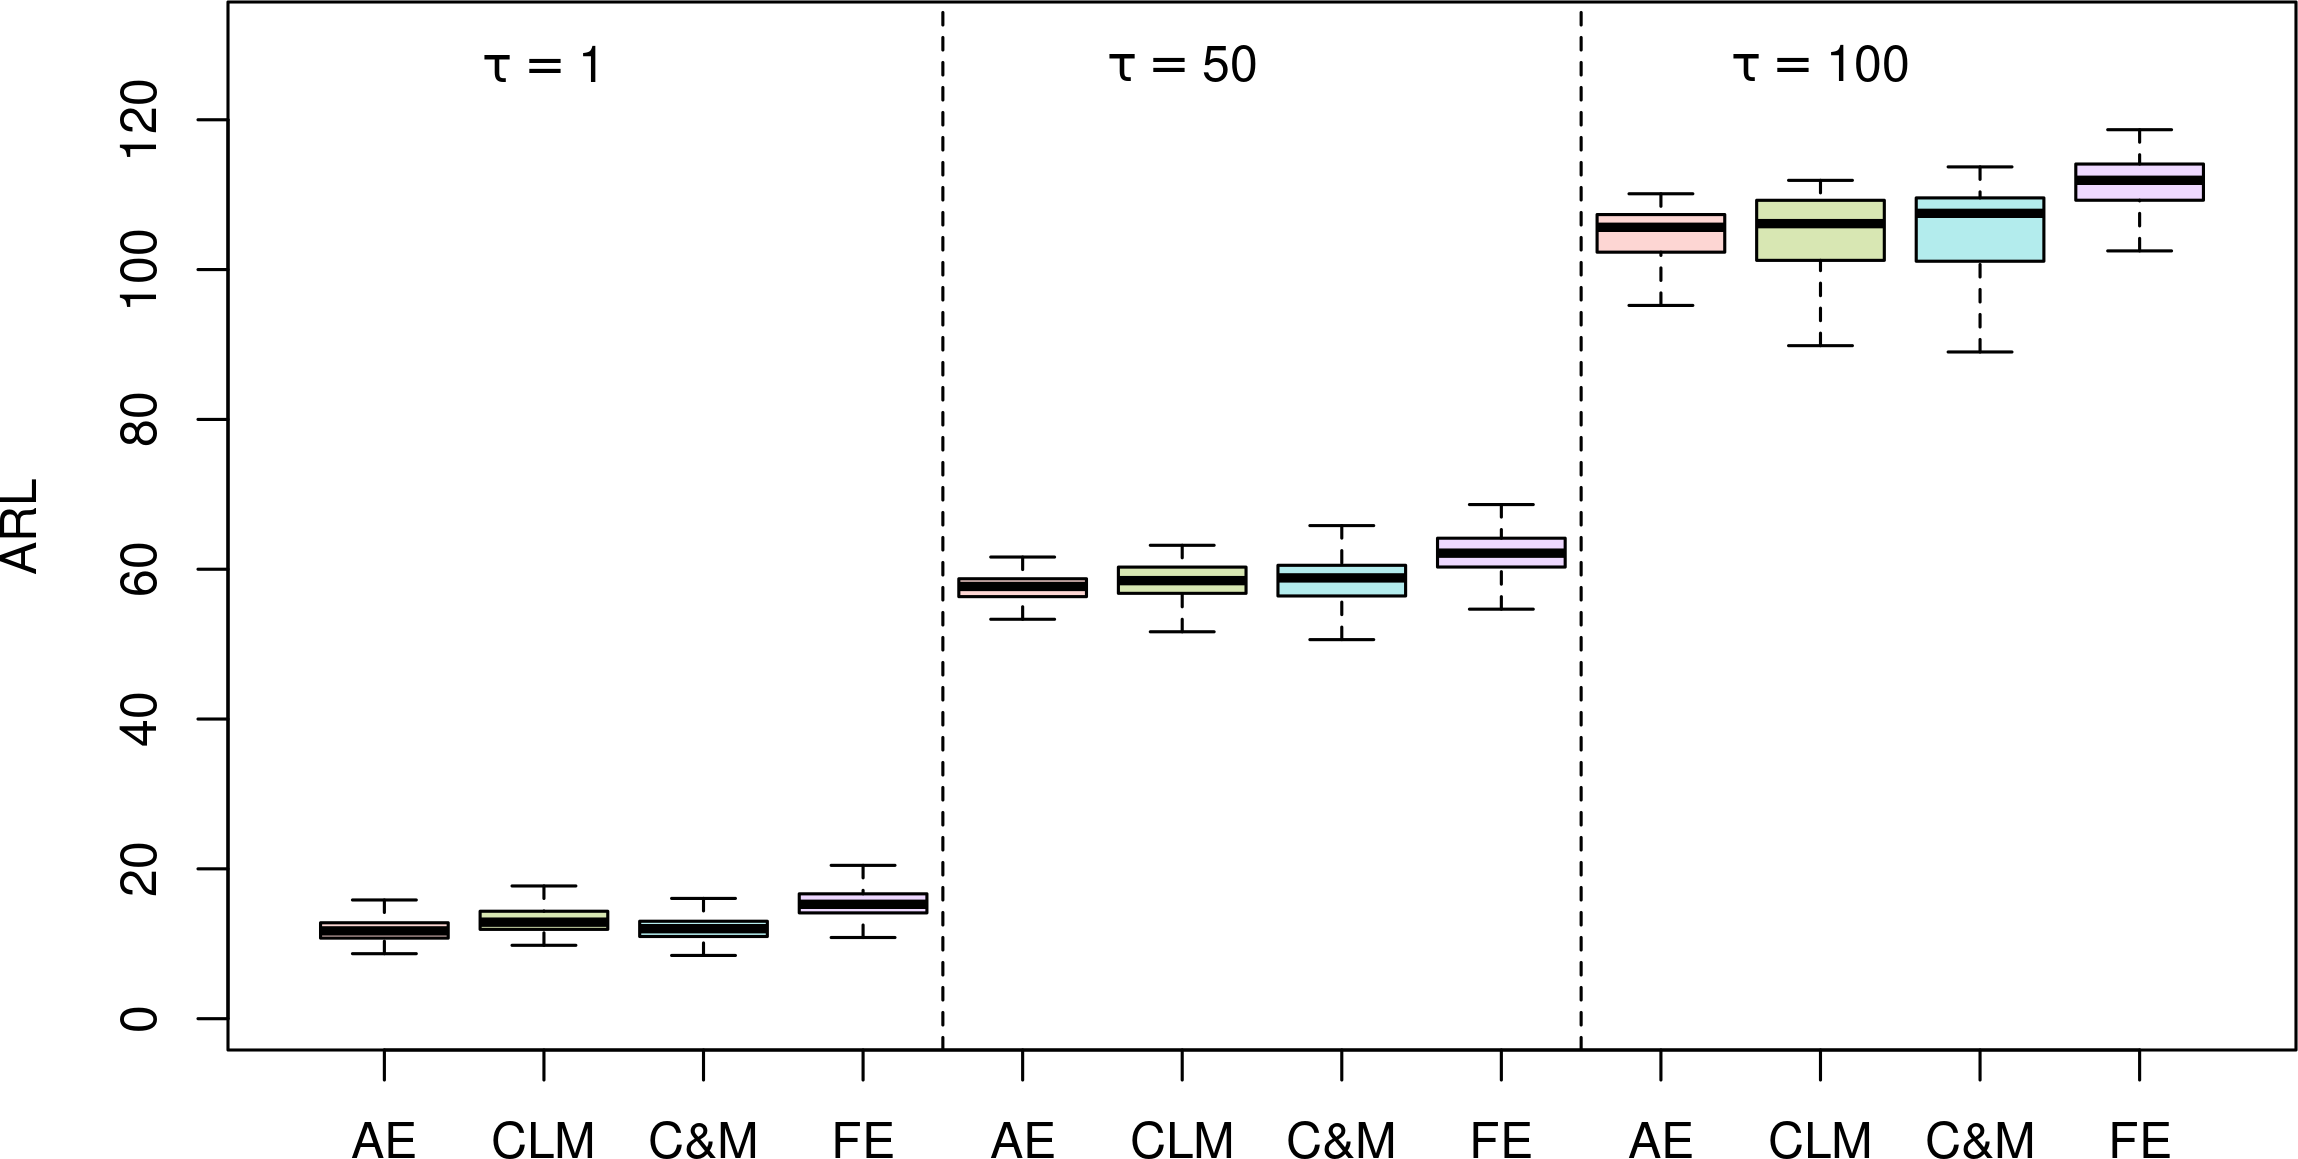 τ = 1
τ = 50
τ = 100
120
100
80
60
40
20
0
ARL
AE CLM C&M FE AE CLM C&M FE AE CLM C&M FE